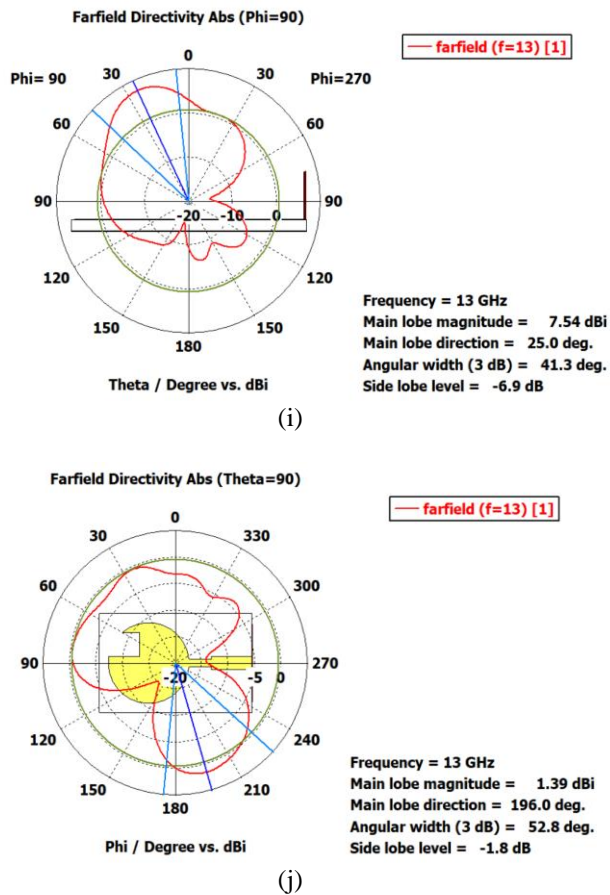 Farfield Directivity Abs (Phi=90)
farfield (f=13) [1]
0
30
30
Phi= 90
Phi=270
60
60
90
90
-20
-10
0
120
120
150
150
180
Frequency = 13 GHz
Main lobe magnitude = 7.54 dBi
Main lobe direction = 25.0 deg.
Angular width (3 dB) = 41.3 deg.
Side lobe level = -6.9 dB
Theta / Degree vs. dBi
(i)
Farfield Directivity Abs (Theta=90)
farfield (f=13) [1]
0
30
330
60
300
90
270
-20
-5
0
120
240
150
210
180
Frequency = 13 GHz
Main lobe magnitude = 1.39 dBi
Main lobe direction = 196.0 deg.
Angular width (3 dB) = 52.8 deg.
Side lobe level = -1.8 dB
Phi / Degree vs. dBi
(j)